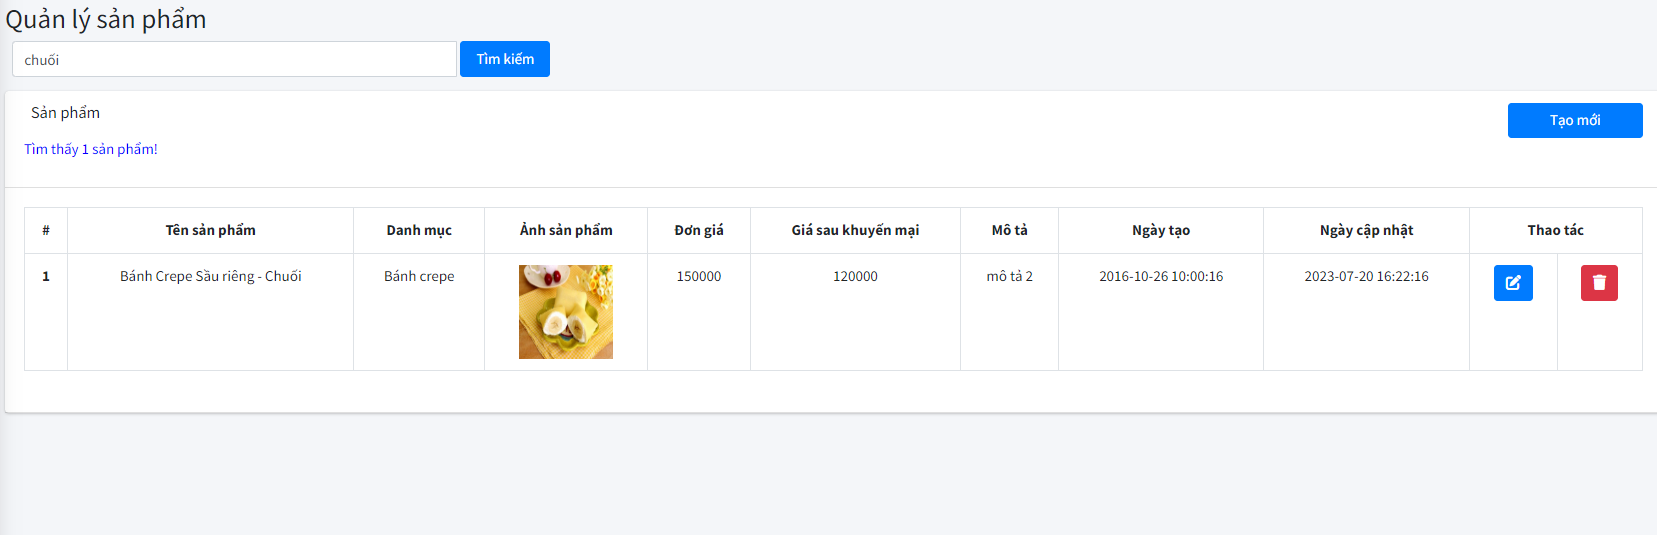 Quản lý sản phẩm
chuối Tìm kiếm
Sản phẩm Tạo mới
Tìm thấy 1 sản phẩm!
# Tên sản phẩm Danh mục Ảnh sản phẩm Đơn giá Giá sau khuyến mại Mô tả Ngày tạo Ngày cập nhật Thao tác
1 Bánh Crepe Sầu riêng - Chuối Bánh crepe 150000 120000 mô tả 2 2016-10-26 10:00:16 2023-07-20 16:22:16